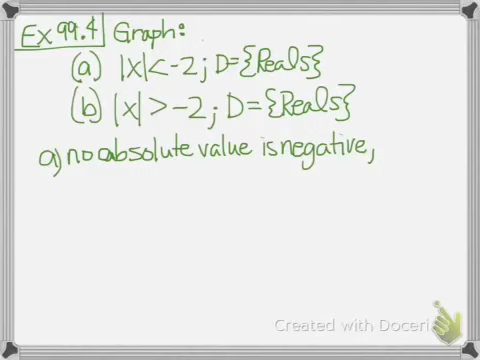 Ex 99.4 Graph:
(a) |x| < -2; D = {Reals}
(b) |x| > -2; D = {Reals}
a) no absolute value is negative,
Created with Doceri